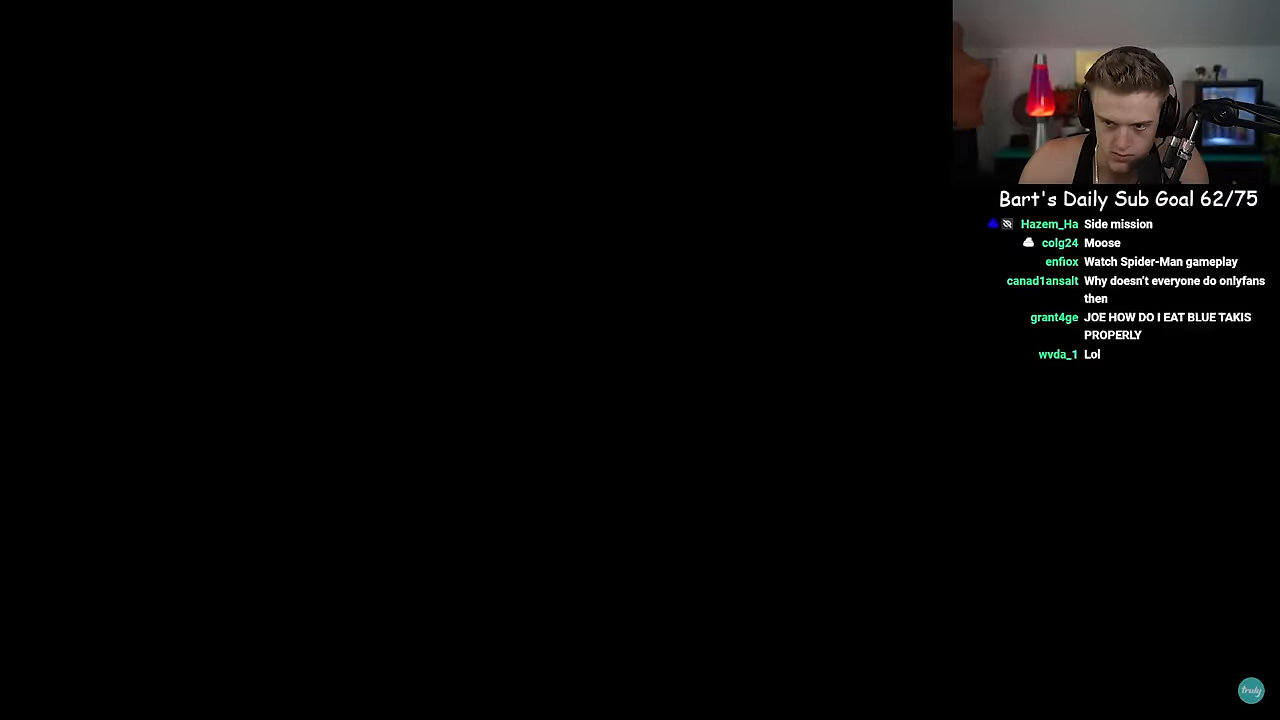 Bart's Daily Sub Goal 62/75
Hazem_Ha Side mission
colg24 Moose
enfiox Watch Spider-Man gameplay
canad1ansalt Why doesn't everyone do onlyfans
then
grant4ge JOE HOW DO I EAT BLUE TAKIS
PROPERLY
wvda_1 Lol
truly